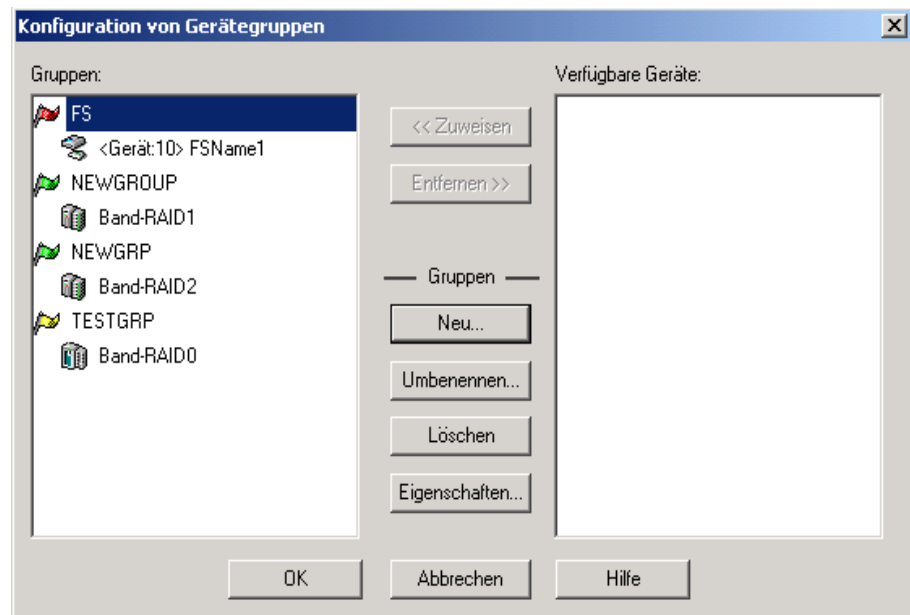 Konfiguration von Gerätegruppen
Gruppen:
FS
<Gerät:10> FSName1
NEWGROUP
Band-RAID1
NEWGRP
Band-RAID2
TESTGRP
Band-RAID0
<< Zuweisen
Entfernen >>
Gruppen
Neu...
Umbenennen...
Löschen
Eigenschaften...
Verfügbare Geräte:
OK
Abbrechen
Hilfe